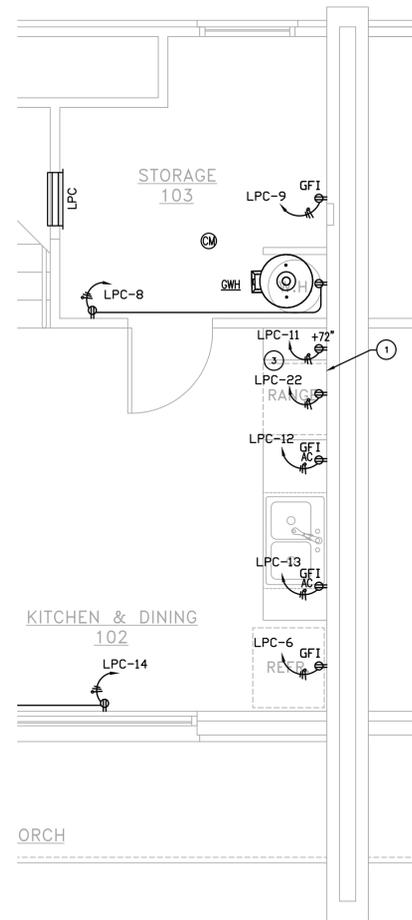 STORAGE
103
GFI
LPC-9
LPC
CM
GWH
W.H
LPC-8
LPC-11
+72"
1
3
LPC-22
RANGE
LPC-12
GFI
AC
LPC-13
GFI
AC
KITCHEN & DINING
102
LPC-6
GFI
REFR
LPC-14
ORCH